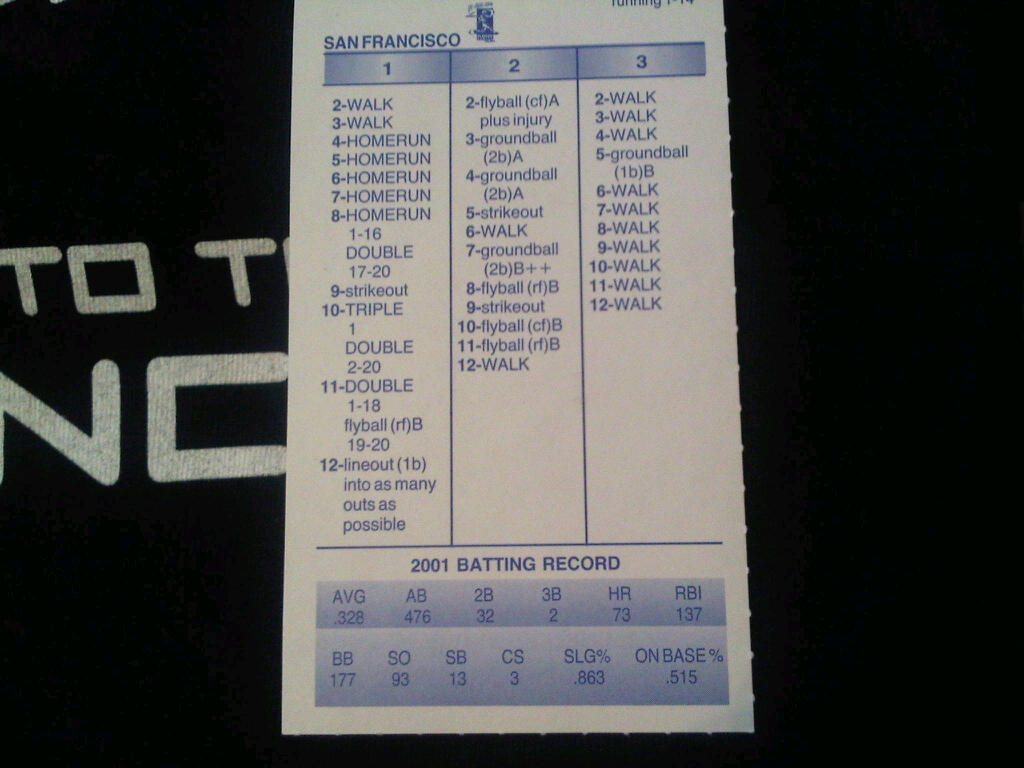 running 1-14
SAN FRANCISCO
1
2-WALK
3-WALK
4-HOMERUN
5-HOMERUN
6-HOMERUN
7-HOMERUN
8-HOMERUN
1-16
DOUBLE
17-20
9-strikeout
10-TRIPLE
1
DOUBLE
2-20
11-DOUBLE
1-18
flyball (rf)B
19-20
12-lineout (1b)
into as many
outs as
possible
2
2-flyball (cf)A
plus injury
3-groundball
(2b)A
4-groundball
(2b)A
5-strikeout
6-WALK
7-groundball
(2b)B++
8-flyball (rf)B
9-strikeout
10-flyball (cf)B
11-flyball (rf)B
12-WALK
3
2-WALK
3-WALK
4-WALK
5-groundball
(1b)B
6-WALK
7-WALK
8-WALK
9-WALK
10-WALK
11-WALK
12-WALK
2001 BATTING RECORD
AVG AB 2B 3B HR RBI
.328 476 32 2 73 137
BB SO SB CS SLG% ON BASE %
177 93 13 3 .863 .515
TO T
NC